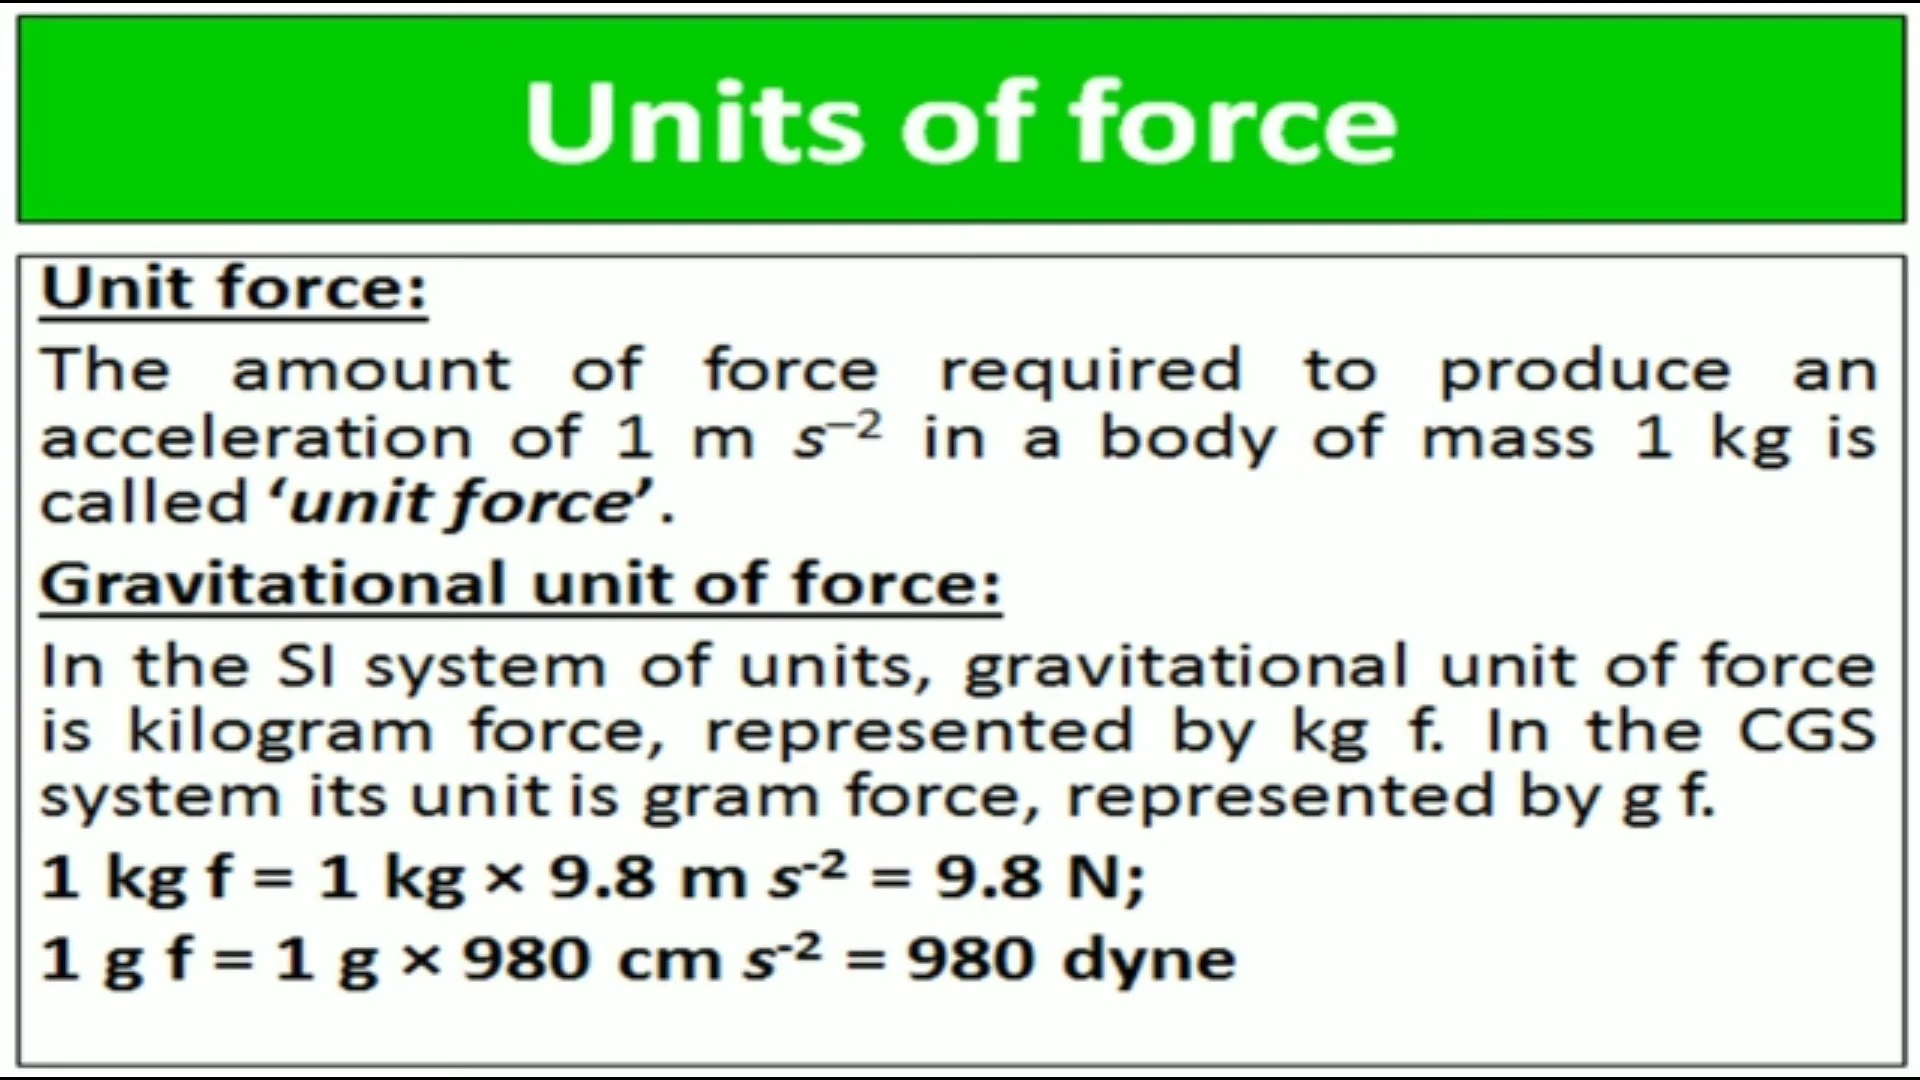 Units of force
Unit force:
The amount of force required to produce an
acceleration of 1 m s⁻² in a body of mass 1 kg is
called ‘unit force’.
Gravitational unit of force:
In the SI system of units, gravitational unit of force
is kilogram force, represented by kg f. In the CGS
system its unit is gram force, represented by g f.
1 kg f = 1 kg × 9.8 m s⁻² = 9.8 N;
1 g f = 1 g × 980 cm s⁻² = 980 dyne